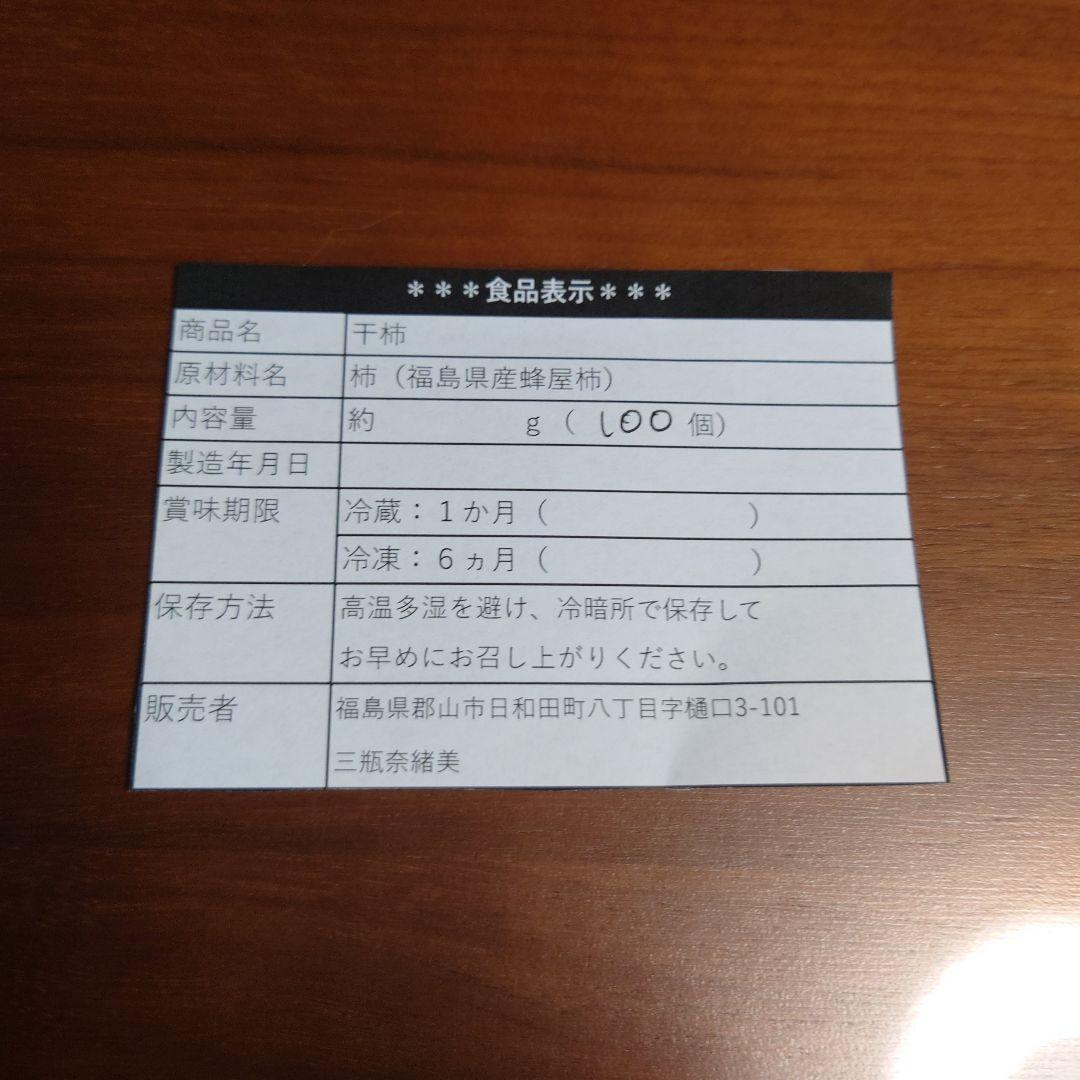 ＊＊＊食品表示＊＊＊
商品名 干柿
原材料名 柿（福島県産蜂屋柿）
内容量 約 g（ 100 個）
製造年月日
賞味期限 冷蔵：1か月（ ）
冷凍：6ヵ月（ ）
保存方法 高温多湿を避け、冷暗所で保存して
お早めにお召し上がりください。
販売者 福島県郡山市日和田町八丁目字樋口3-101
三瓶奈緒美